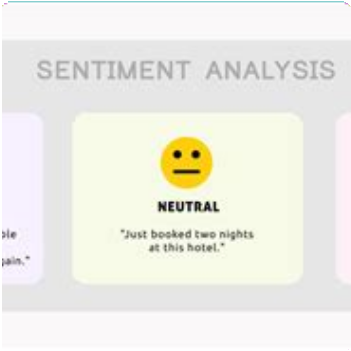 SENTIMENT ANALYSIS
NEUTRAL
"Just booked two nights
at this hotel."